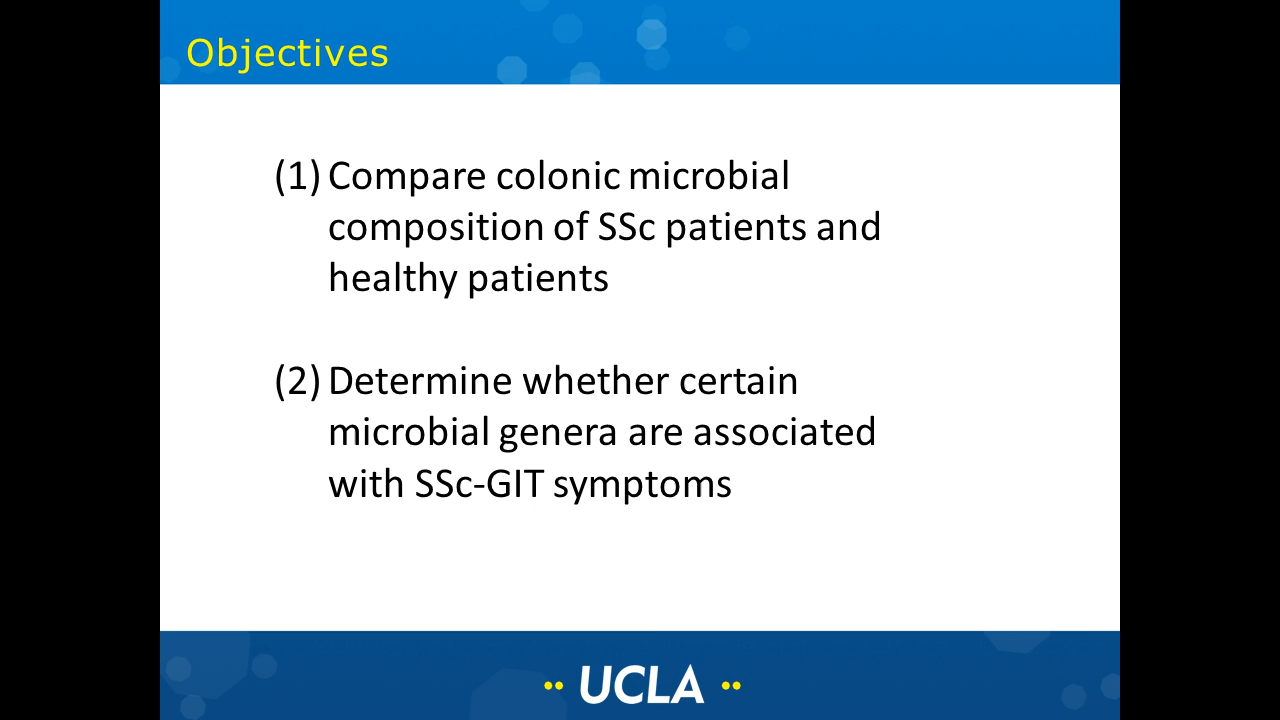 Objectives
(1) Compare colonic microbial
composition of SSc patients and
healthy patients
(2) Determine whether certain
microbial genera are associated
with SSc-GIT symptoms
UCLA